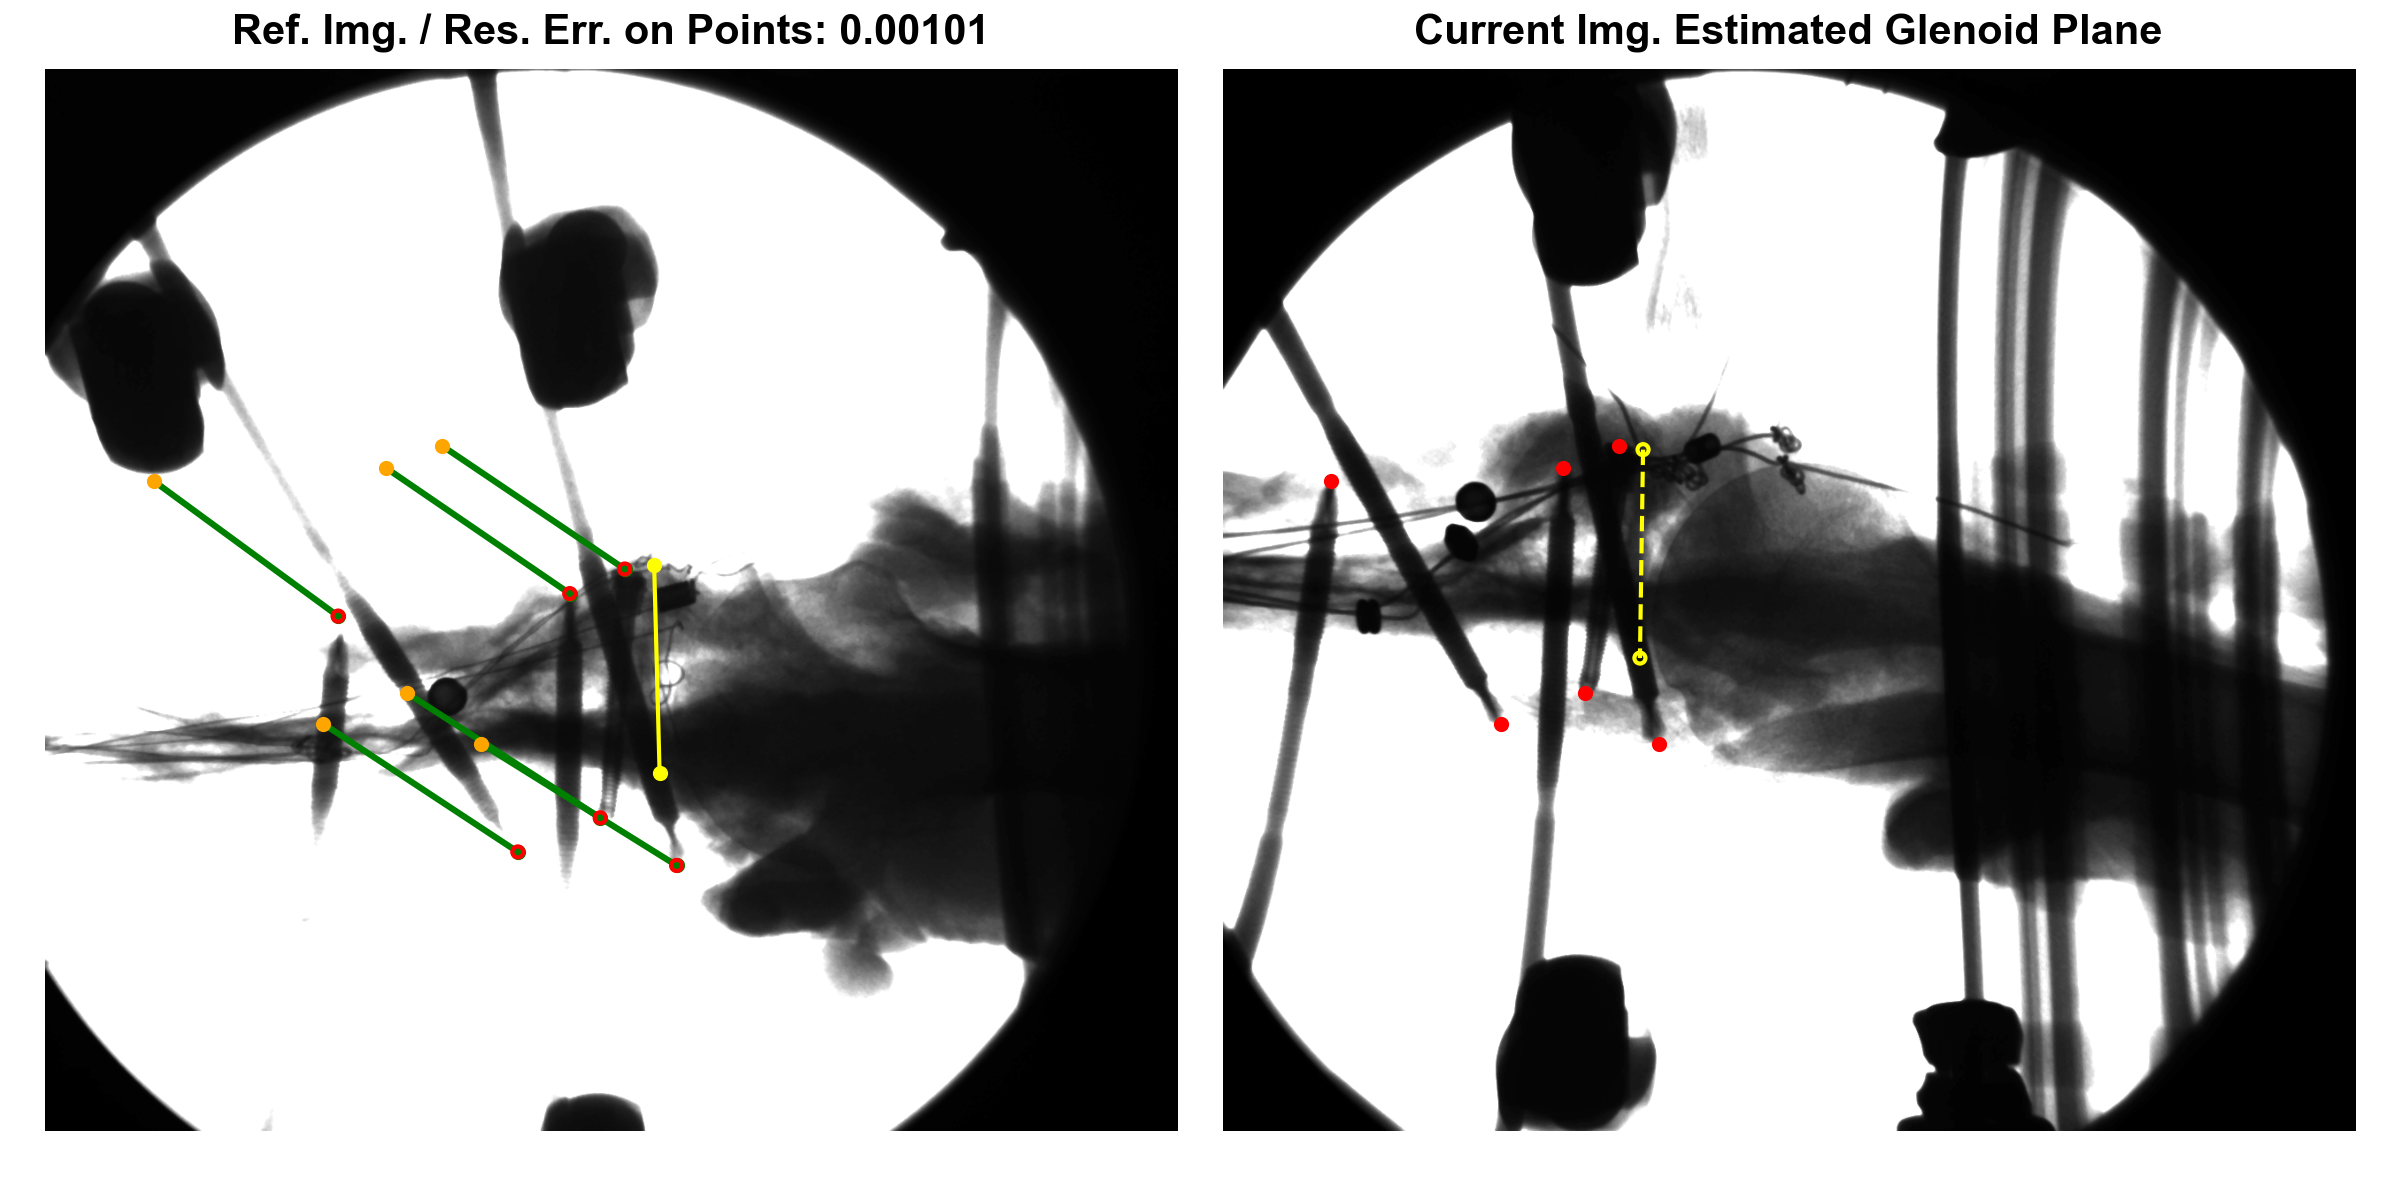 Ref. Img. / Res. Err. on Points: 0.00101
Current Img. Estimated Glenoid Plane